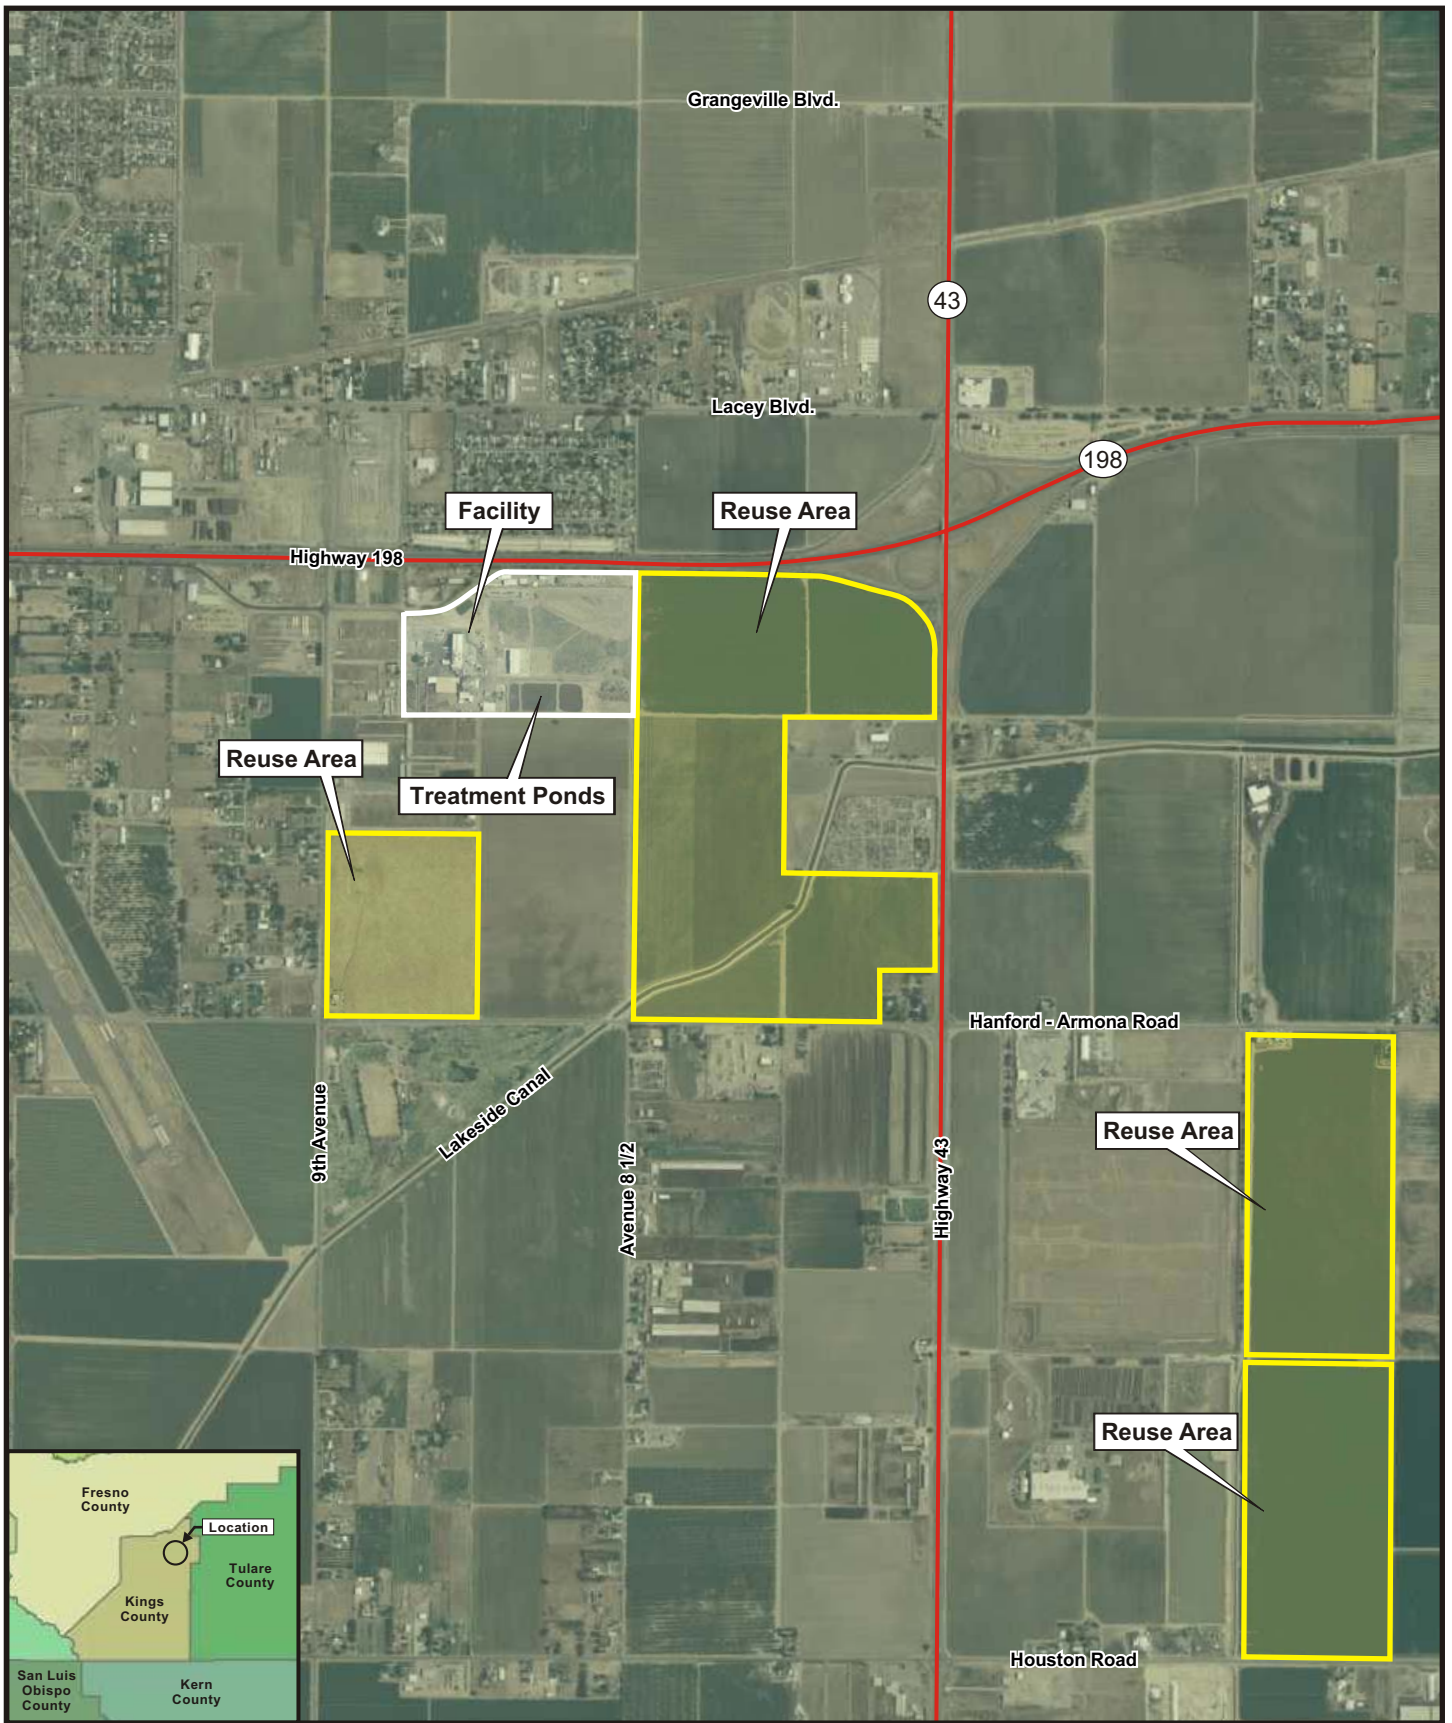 Grangeville Blvd.
43
Lacey Blvd.
198
Facility
Reuse Area
Highway 198
Reuse Area
Treatment Ponds
Hanford - Armona Road
Lakeside Canal
9th Avenue
Avenue 8 1/2
Highway 43
Reuse Area
Reuse Area
Houston Road
Fresno
County
Location
Tulare
County
Kings
County
San Luis
Obispo
County
Kern
County